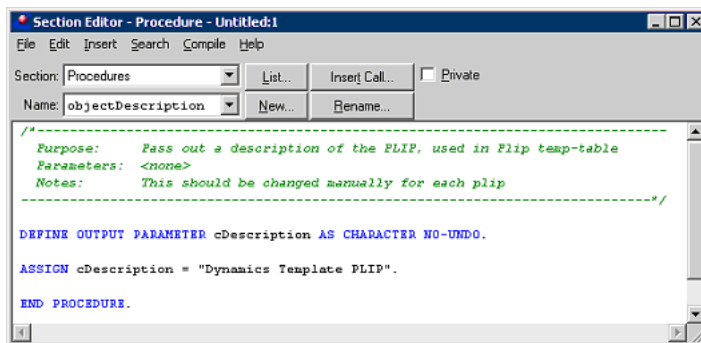 Section Editor - Procedure - Untitled:1
File Edit Insert Search Compile Help
Section: Procedures List... Insert Call... Private
Name: objectDescription New... Rename...
/*------------------------------------------------------------------------------
Purpose: Pass out a description of the PLIP, used in Plip temp-table
Parameters: <none>
Notes: This should be changed manually for each plip
------------------------------------------------------------------------------*/
DEFINE OUTPUT PARAMETER cDescription AS CHARACTER NO-UNDO.
ASSIGN cDescription = "Dynamics Template PLIP".
END PROCEDURE.